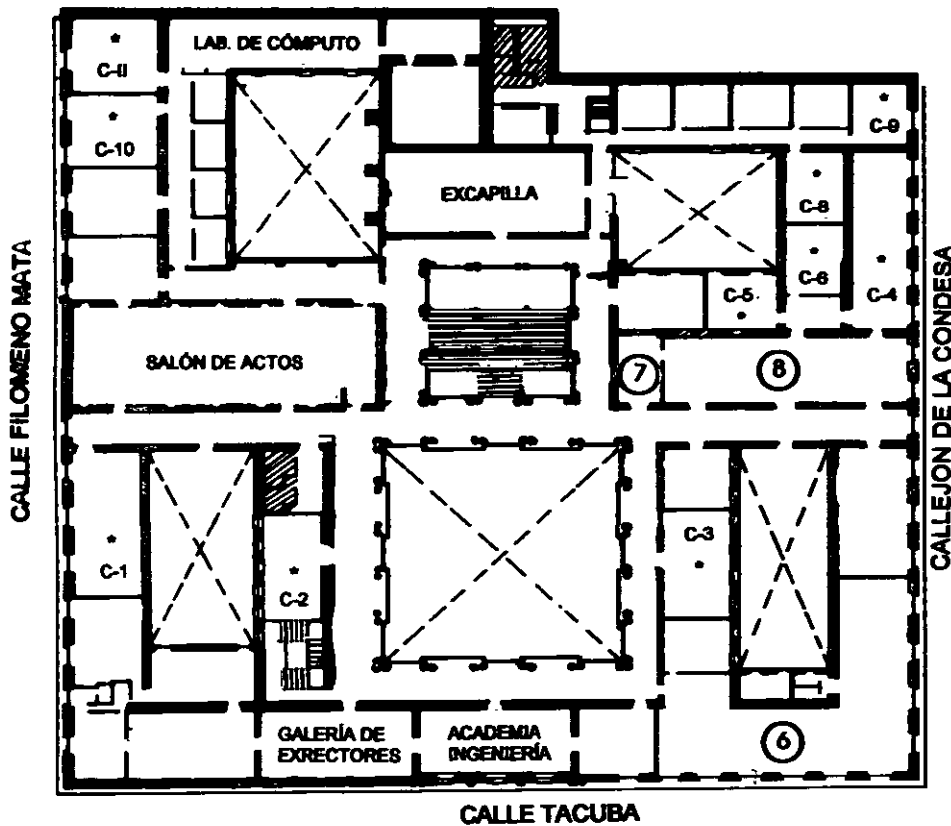 LAB. DE CÓMPUTO
C-11
C-10
C-9
EXCAPILLA
C-8
C-6
C-4
C-5
CALLE FILOMENO MATA
SALÓN DE ACTOS
7
8
CALLEJON DE LA CONDESA
C-1
C-2
C-3
GALERÍA DE
EXRECTORES
ACADEMIA
INGENIERÍA
6
CALLE TACUBA